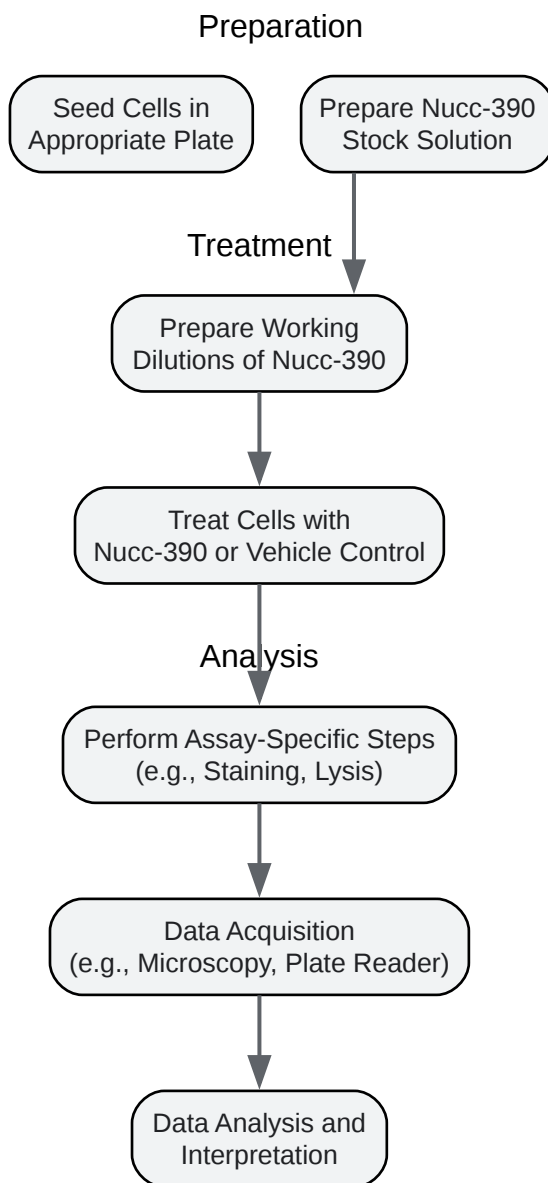 Preparation
Seed Cells in
Appropriate Plate
Prepare Nucc-390
Stock Solution
Treatment
Prepare Working
Dilutions of Nucc-390
Treat Cells with
Nucc-390 or Vehicle Control
Analysis
Perform Assay-Specific Steps
(e.g., Staining, Lysis)
Data Acquisition
(e.g., Microscopy, Plate Reader)
Data Analysis and
Interpretation